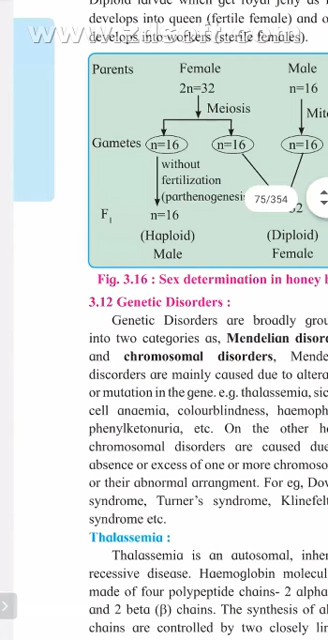 Diploid larvae which get royal jelly as
develops into queen (fertile female) and o
develops into workers (sterile females).
Parents Female Male
2n=32 n=16
Meiosis Mit
Gametes n=16 n=16 n=16
without
fertilization
(parthenogenesi
75/354
F1 n=16 2
(Haploid) (Diploid)
Male Female
Fig. 3.16 : Sex determination in honey b
3.12 Genetic Disorders :
Genetic Disorders are broadly grou
into two categories as, Mendelian disord
and chromosomal disorders, Mende
discorders are mainly caused due to altera
or mutation in the gene. e.g. thalassemia, sic
cell anaemia, colourblindness, haemoph
phenylketonuria, etc. On the other h
chromosomal disorders are caused due
absence or excess of one or more chromoso
or their abnormal arrangment. For eg, Dov
syndrome, Turner's syndrome, Klinefelt
syndrome etc.
Thalassemia :
Thalassemia is an autosomal, inher
recessive disease. Haemoglobin molecul
made of four polypeptide chains- 2 alpha
and 2 beta (β) chains. The synthesis of al
chains are controlled by two closely lin